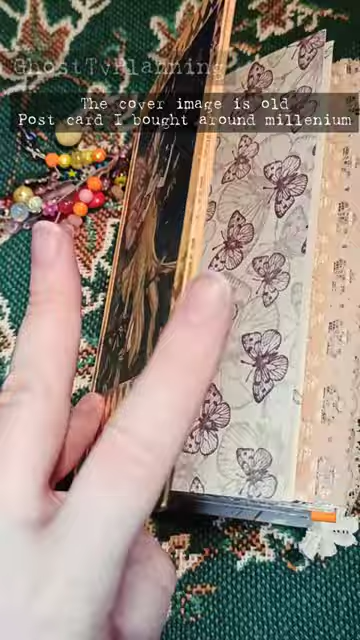 GhostTvPlanning
The cover image is old
Post card I bought around millenium